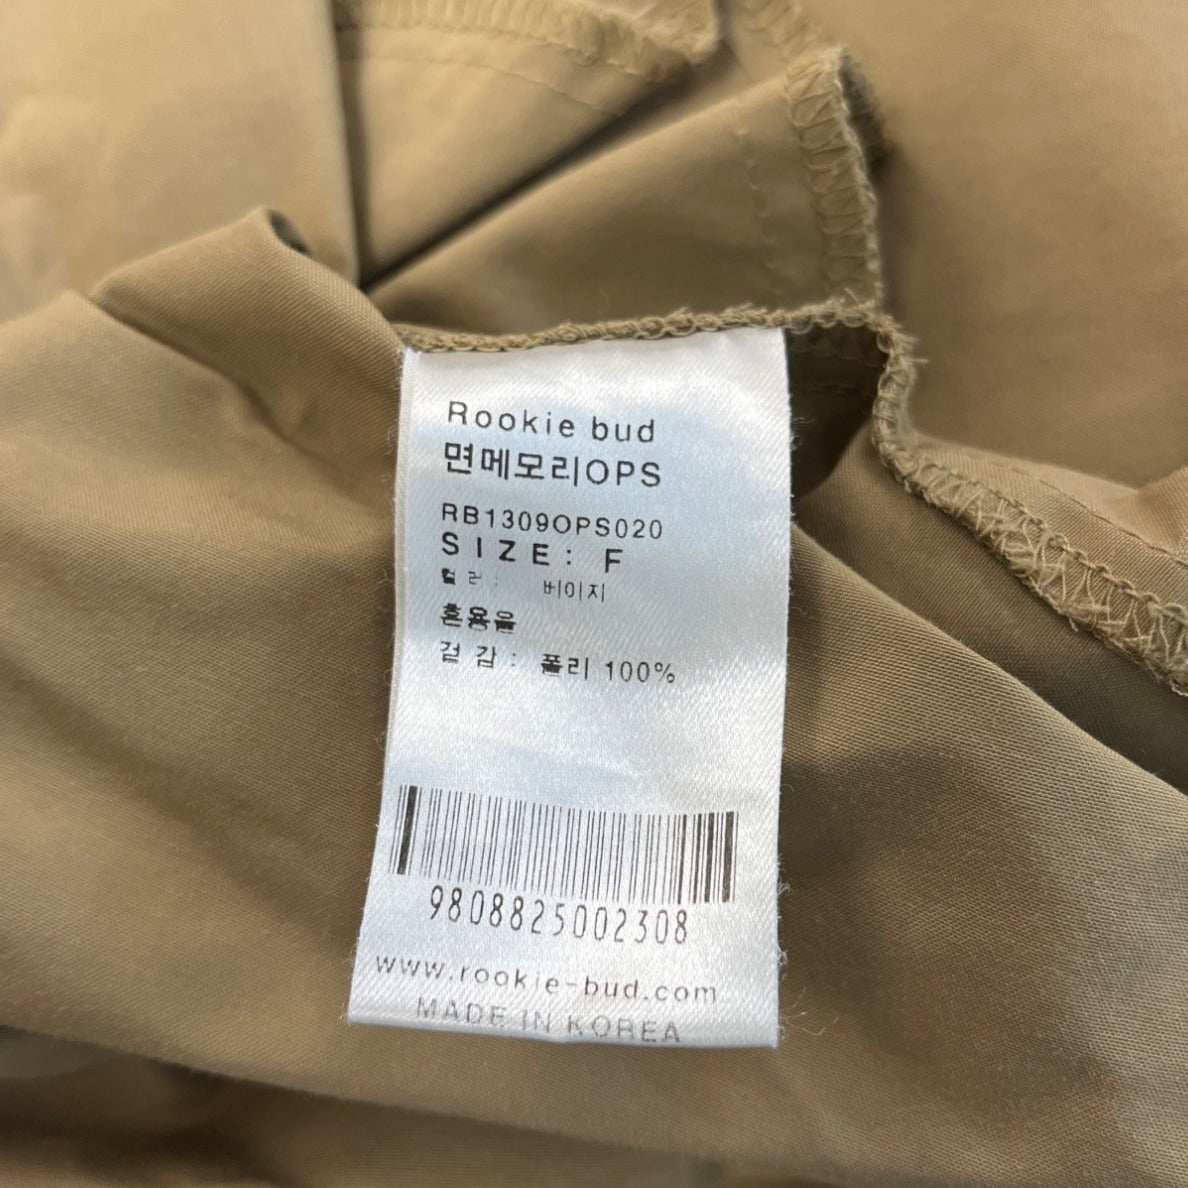 Rookie bud
면메모리OPS
RB1309OPS020
SIZE: F
컬러: 베이지
혼용율
겉감: 폴리 100%
9808825002308
www.rookie-bud.com
MADE IN KOREA